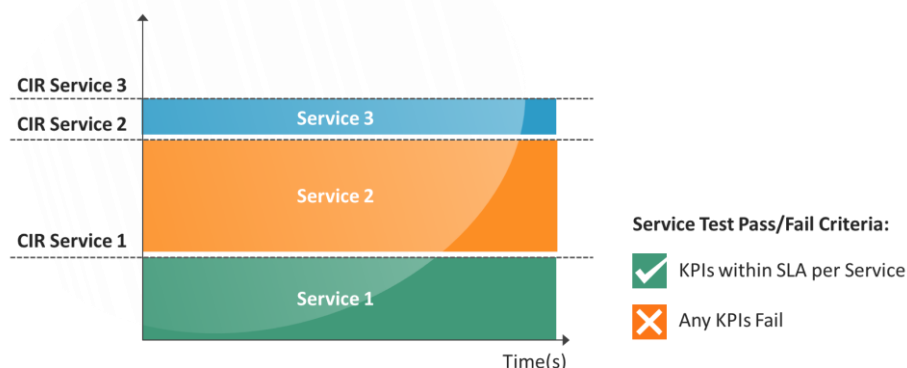 CIR Service 3
Service 3
CIR Service 2
Service 2
CIR Service 1
Service 1
Time(s)
Service Test Pass/Fail Criteria:
KPIs within SLA per Service
Any KPIs Fail